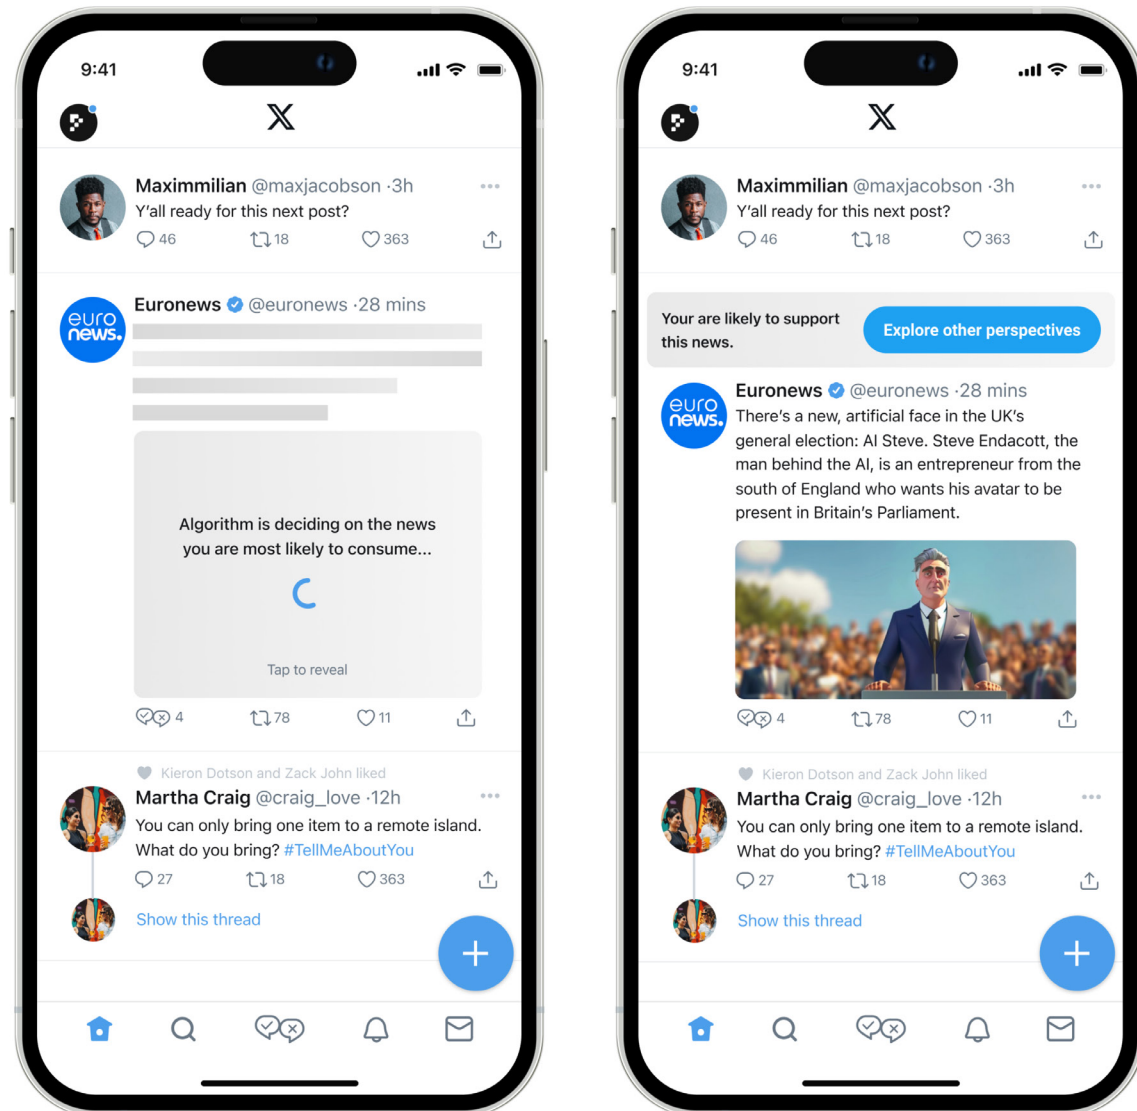 9:41
X
Maximmilian @maxjacobson ·3h
Y'all ready for this next post?
46 18 363
euro
news.
Euronews @euronews ·28 mins
Algorithm is deciding on the news
you are most likely to consume...
Tap to reveal
4 78 11
Kieron Dotson and Zack John liked
Martha Craig @craig_love ·12h
You can only bring one item to a remote island.
What do you bring? #TellMeAboutYou
27 18 363
Show this thread
9:41
X
Maximmilian @maxjacobson ·3h
Y'all ready for this next post?
46 18 363
Your are likely to support
this news.
Explore other perspectives
euro
news.
Euronews @euronews ·28 mins
There's a new, artificial face in the UK's
general election: AI Steve. Steve Endacott, the
man behind the AI, is an entrepreneur from the
south of England who wants his avatar to be
present in Britain's Parliament.
4 78 11
Kieron Dotson and Zack John liked
Martha Craig @craig_love ·12h
You can only bring one item to a remote island.
What do you bring? #TellMeAboutYou
27 18 363
Show this thread